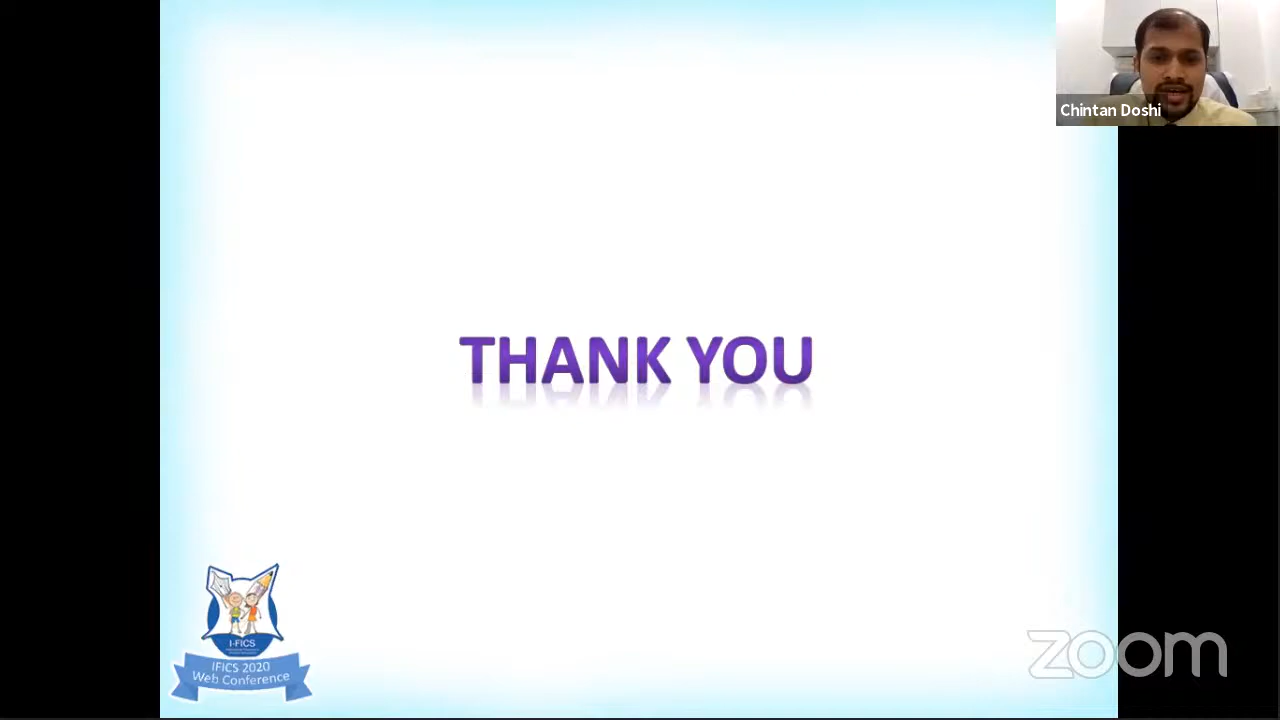 Chintan Doshi
THANK YOU
I-FICS
IFICS 2020
Web Conference
zoom